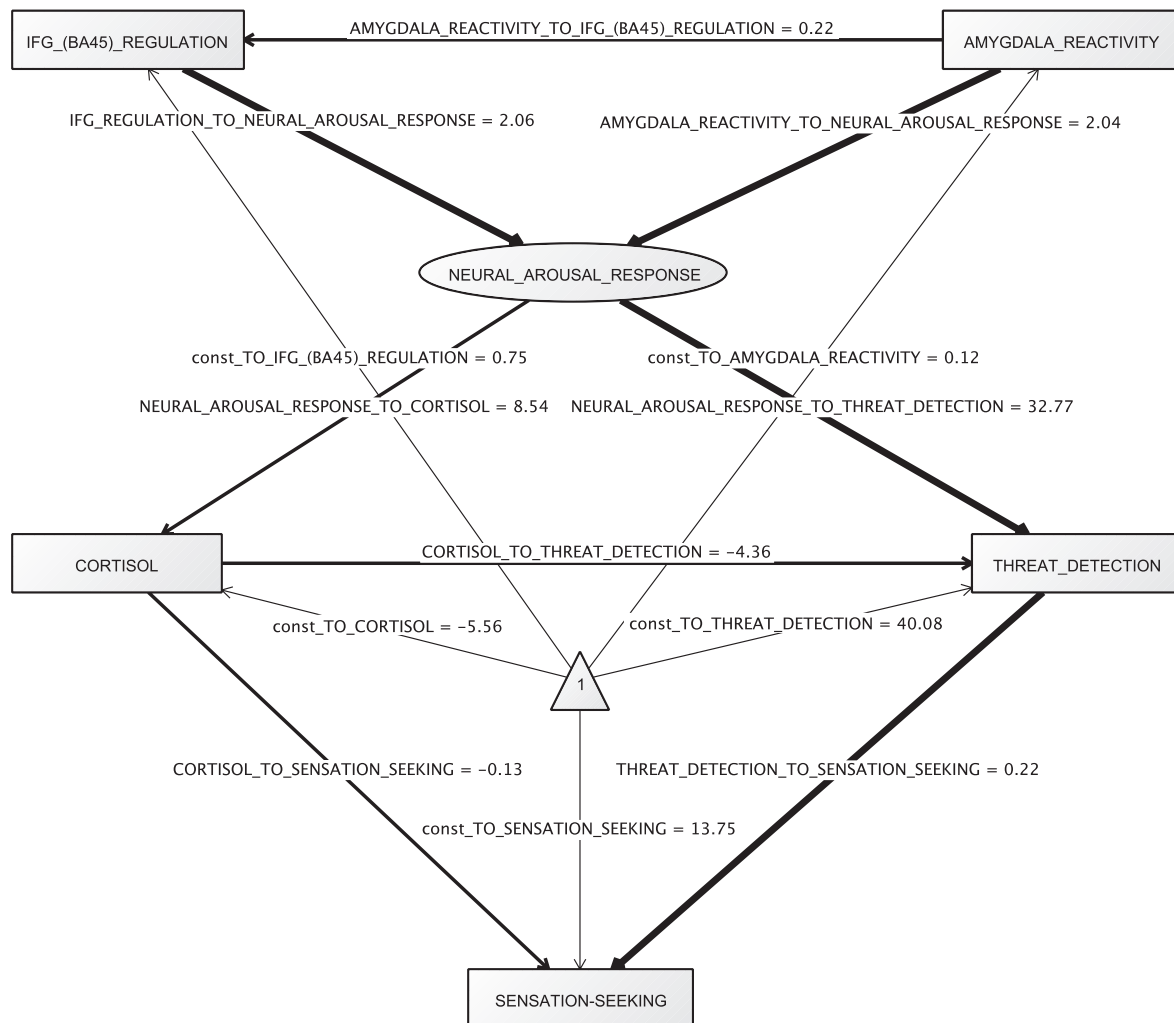 AMYGDALA_REACTIVITY_TO_IFG_(BA45)_REGULATION = 0.22
IFG_(BA45)_REGULATION
AMYGDALA_REACTIVITY
IFG_REGULATION_TO_NEURAL_AROUSAL_RESPONSE = 2.06
AMYGDALA_REACTIVITY_TO_NEURAL_AROUSAL_RESPONSE = 2.04
NEURAL_AROUSAL_RESPONSE
const_TO_IFG_(BA45)_REGULATION = 0.75
const_TO_AMYGDALA_REACTIVITY = 0.12
NEURAL_AROUSAL_RESPONSE_TO_CORTISOL = 8.54
NEURAL_AROUSAL_RESPONSE_TO_THREAT_DETECTION = 32.77
CORTISOL_TO_THREAT_DETECTION = –4.36
CORTISOL
THREAT_DETECTION
const_TO_CORTISOL = –5.56
const_TO_THREAT_DETECTION = 40.08
1
CORTISOL_TO_SENSATION_SEEKING = –0.13
THREAT_DETECTION_TO_SENSATION_SEEKING = 0.22
const_TO_SENSATION_SEEKING = 13.75
SENSATION-SEEKING